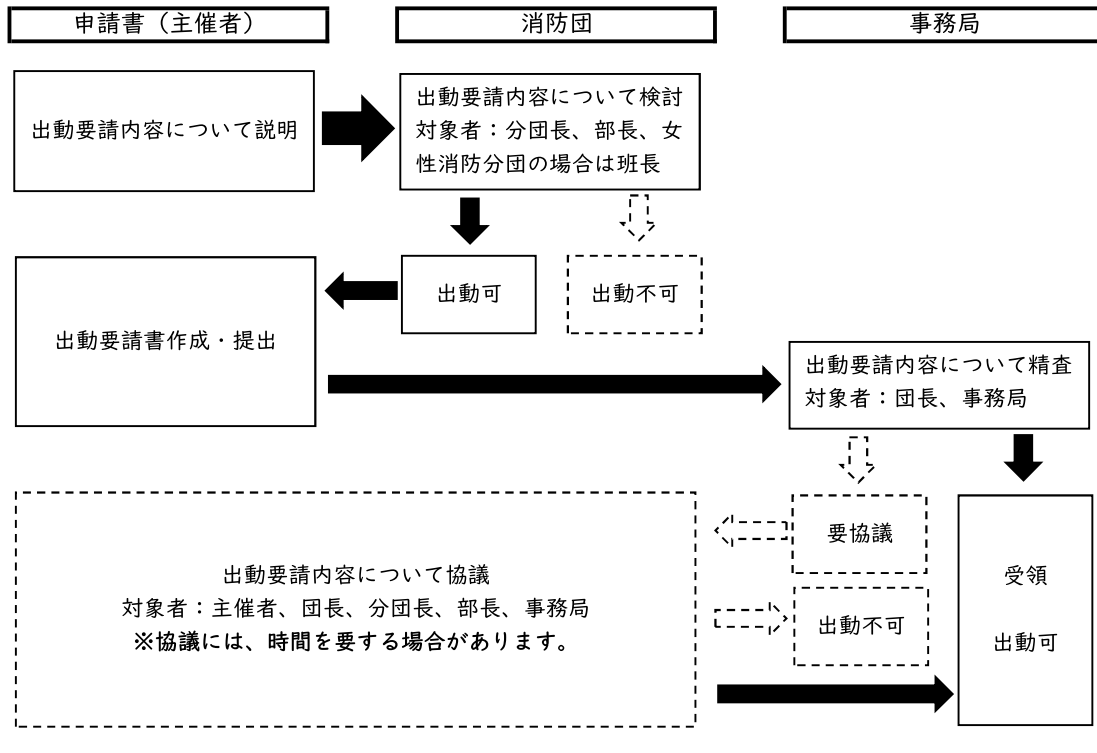 申請書（主催者）
消防団
事務局
出動要請内容について説明
出動要請内容について検討
対象者：分団長、部長、女
性消防分団の場合は班長
出動可
出動不可
出動要請書作成・提出
出動要請内容について精査
対象者：団長、事務局
要協議
出動要請内容について協議
対象者：主催者、団長、分団長、部長、事務局
※協議には、時間を要する場合があります。
出動不可
受領
出動可